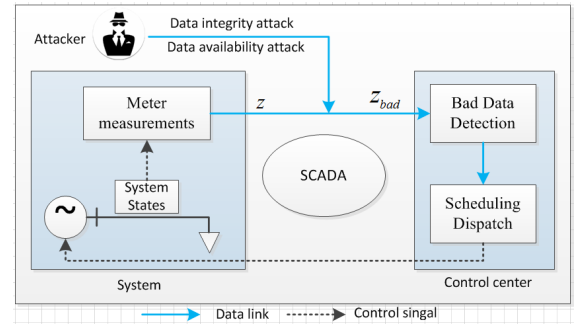 Attacker
Data integrity attack
Data availability attack
Meter
measurements
z
z_bad
Bad Data
Detection
SCADA
System
States
~
Scheduling
Dispatch
System
Control center
Data link
Control singal